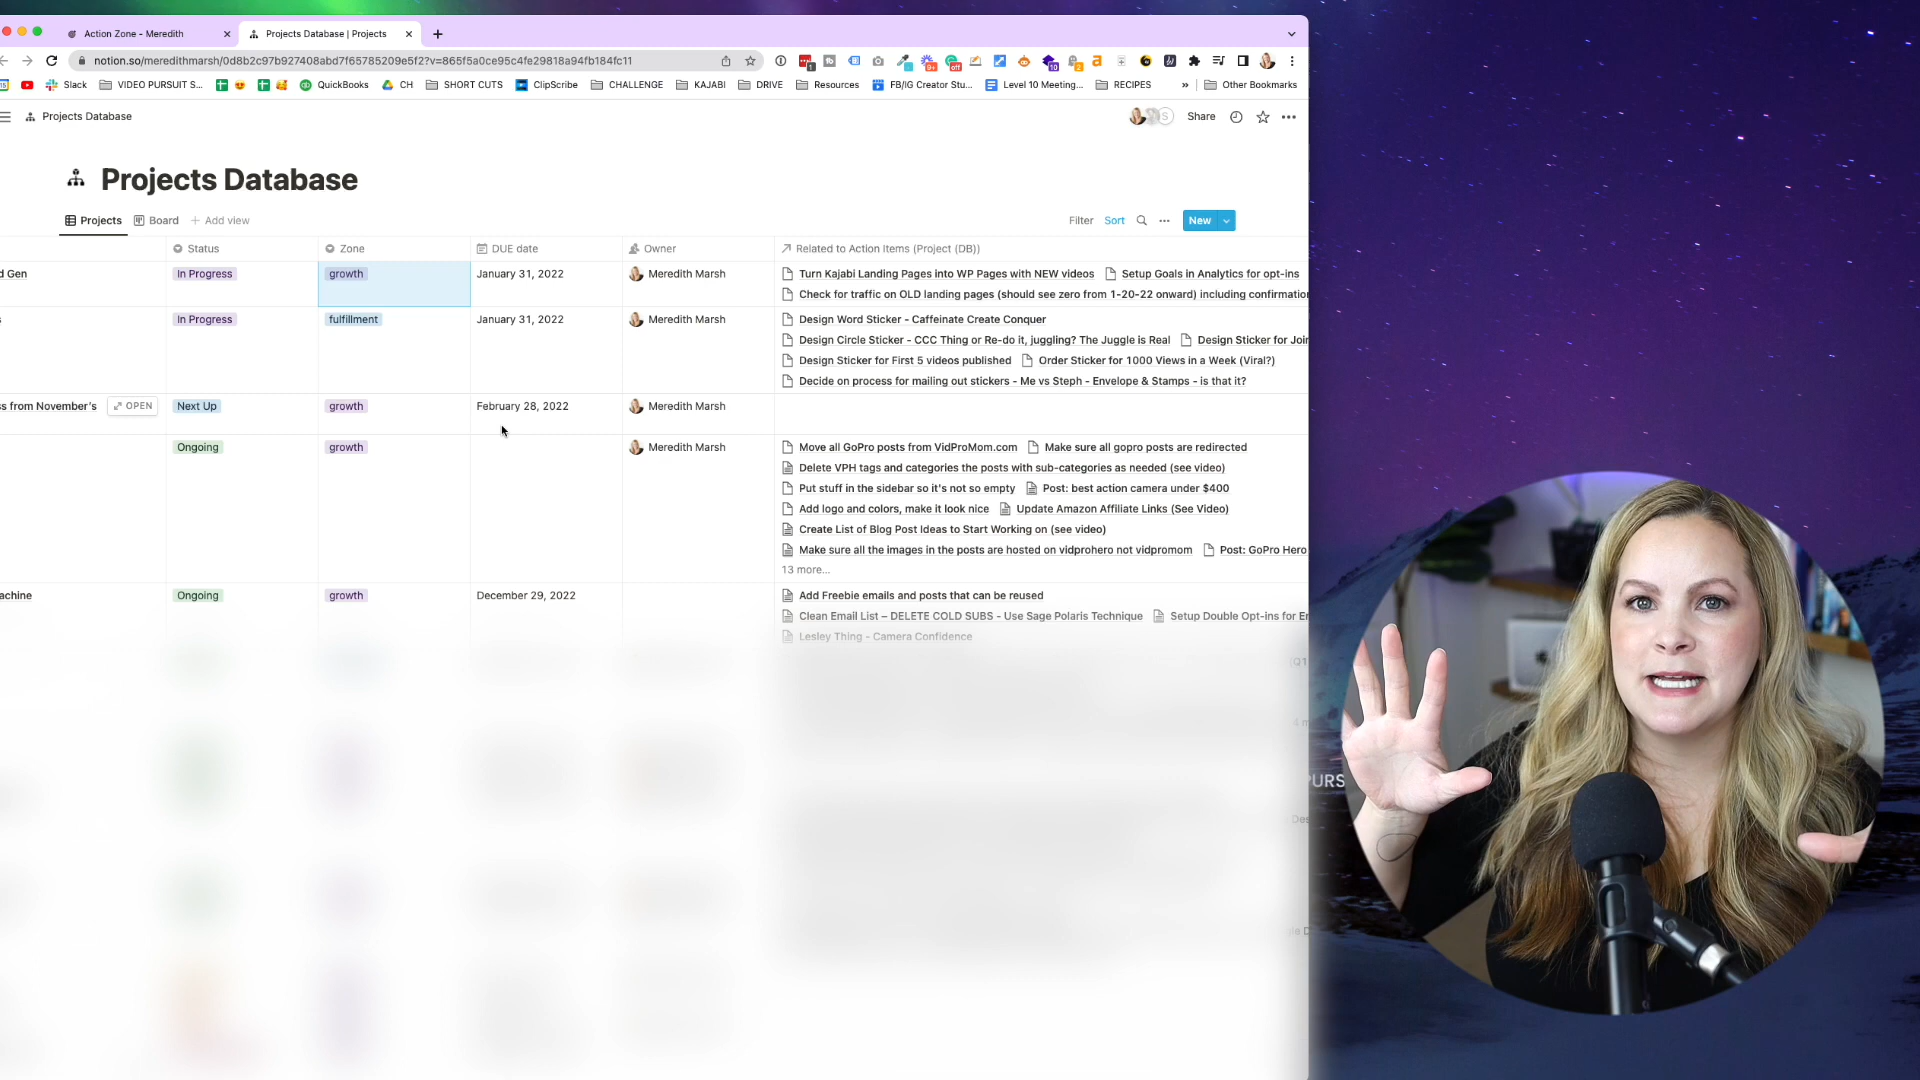 Action Zone - Meredith
Projects Database | Projects
notion.so/meredithmarsh/0d8b2c97b927408abd7f65785209e5f2?v=865f5a0ce95c4fe29818a94fb184fc11
Slack VIDEO PURSUIT S... QuickBooks CH SHORT CUTS ClipScribe CHALLENGE KAJABI DRIVE Resources FB/IG Creator Stu... Level 10 Meeting... RECIPES » Other Bookmarks
Projects Database
S Share
Projects Database
Projects Board + Add view
Filter Sort New
Status Zone DUE date Owner Related to Action Items (Project (DB))
d Gen In Progress growth January 31, 2022 Meredith Marsh Turn Kajabi Landing Pages into WP Pages with NEW videos Setup Goals in Analytics for opt-ins
Check for traffic on OLD landing pages (should see zero from 1-20-22 onward) including confirmation
s In Progress fulfillment January 31, 2022 Meredith Marsh Design Word Sticker - Caffeinate Create Conquer
Design Circle Sticker - CCC Thing or Re-do it, juggling? The Juggle is Real Design Sticker for Joi
Design Sticker for First 5 videos published Order Sticker for 1000 Views in a Week (Viral?)
Decide on process for mailing out stickers - Me vs Steph - Envelope & Stamps - is that it?
ss from November's OPEN Next Up growth February 28, 2022 Meredith Marsh
Ongoing growth Meredith Marsh Move all GoPro posts from VidProMom.com Make sure all gopro posts are redirected
Delete VPH tags and categories the posts with sub-categories as needed (see video)
Put stuff in the sidebar so it's not so empty Post: best action camera under $400
Add logo and colors, make it look nice Update Amazon Affiliate Links (See Video)
Create List of Blog Post Ideas to Start Working on (see video)
Make sure all the images in the posts are hosted on vidprohero not vidpromom Post: GoPro Hero
13 more...
achine Ongoing growth December 29, 2022 Add Freebie emails and posts that can be reused
Clean Email List – DELETE COLD SUBS - Use Sage Polaris Technique Setup Double Opt-ins for E
Lesley Thing - Camera Confidence
(Q1
4 m
PURS
Des